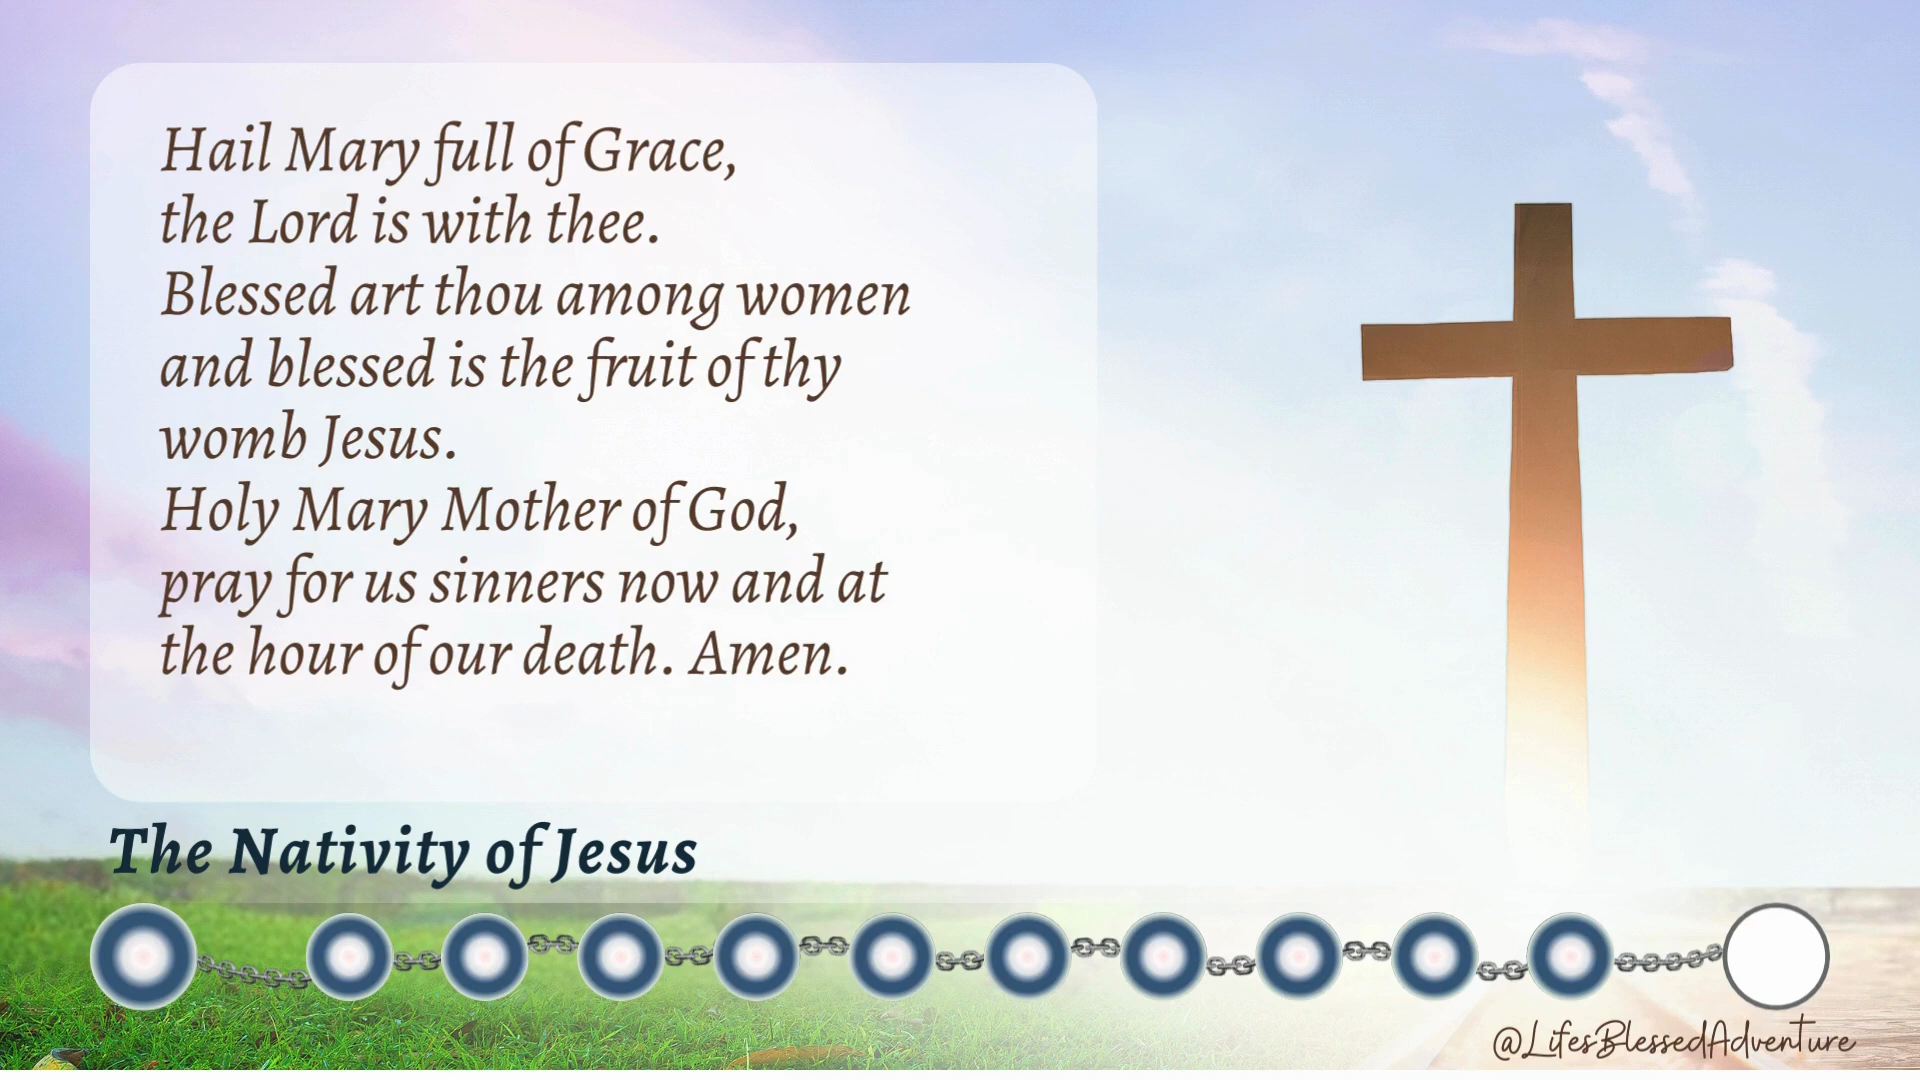 Hail Mary full of Grace,
the Lord is with thee.
Blessed art thou among women
and blessed is the fruit of thy
womb Jesus.
Holy Mary Mother of God,
pray for us sinners now and at
the hour of our death. Amen.
The Nativity of Jesus
@LifesBlessedAdventure